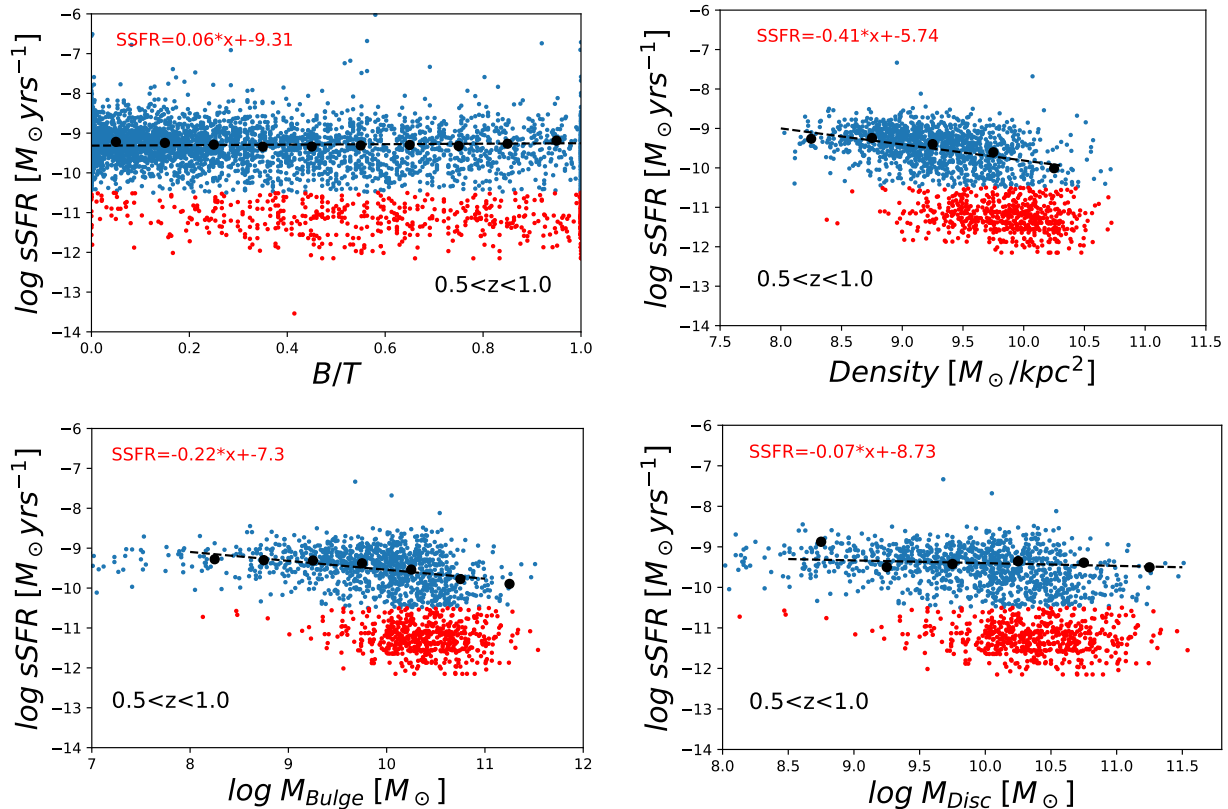 SSFR=0.06*x+-9.31
log sSFR [M⊙yrs−1]
−6
−7
−8
−9
−10
−11
−12
−13
−14
0.5<z<1.0
0.0 0.2 0.4 0.6 0.8 1.0
B/T
SSFR=-0.41*x+-5.74
log sSFR [M⊙yrs−1]
−6
−7
−8
−9
−10
−11
−12
−13
−14
0.5<z<1.0
7.5 8.0 8.5 9.0 9.5 10.0 10.5 11.0 11.5
Density [M⊙/kpc2]
SSFR=-0.22*x+-7.3
log sSFR [M⊙yrs−1]
−6
−7
−8
−9
−10
−11
−12
−13
−14
0.5<z<1.0
7 8 9 10 11 12
log MBulge [M⊙]
SSFR=-0.07*x+-8.73
log sSFR [M⊙yrs−1]
−6
−7
−8
−9
−10
−11
−12
−13
−14
0.5<z<1.0
8.0 8.5 9.0 9.5 10.0 10.5 11.0 11.5
log MDisc [M⊙]